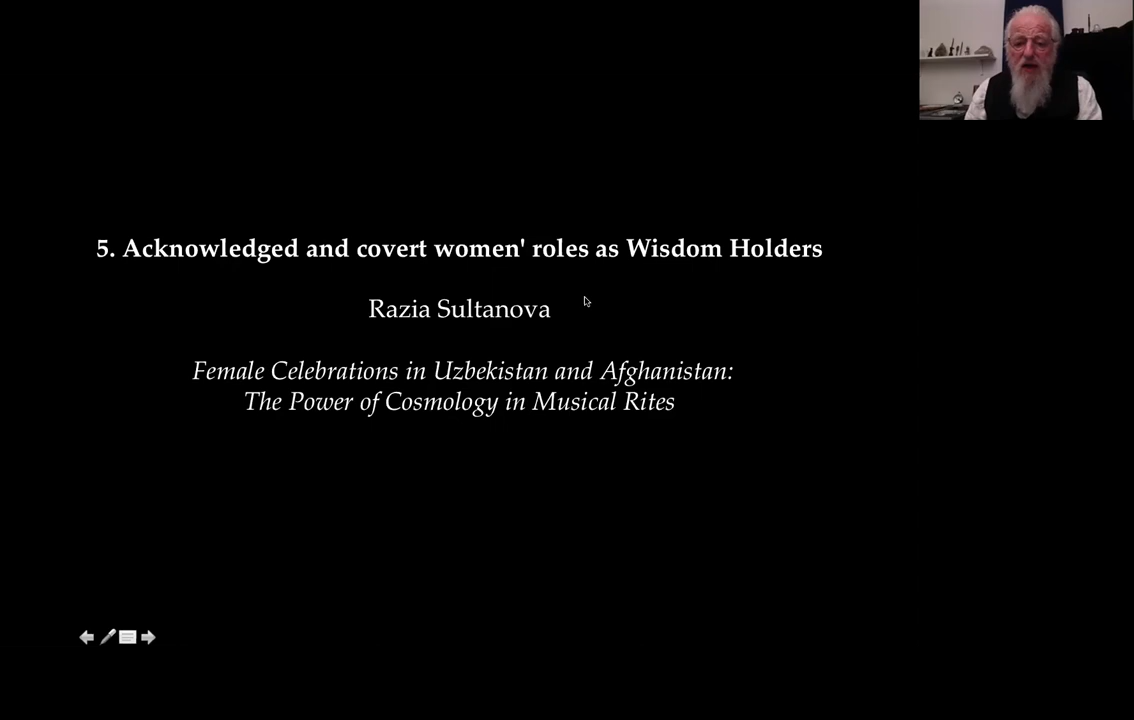 5. Acknowledged and covert women' roles as Wisdom Holders
Razia Sultanova
Female Celebrations in Uzbekistan and Afghanistan:
The Power of Cosmology in Musical Rites